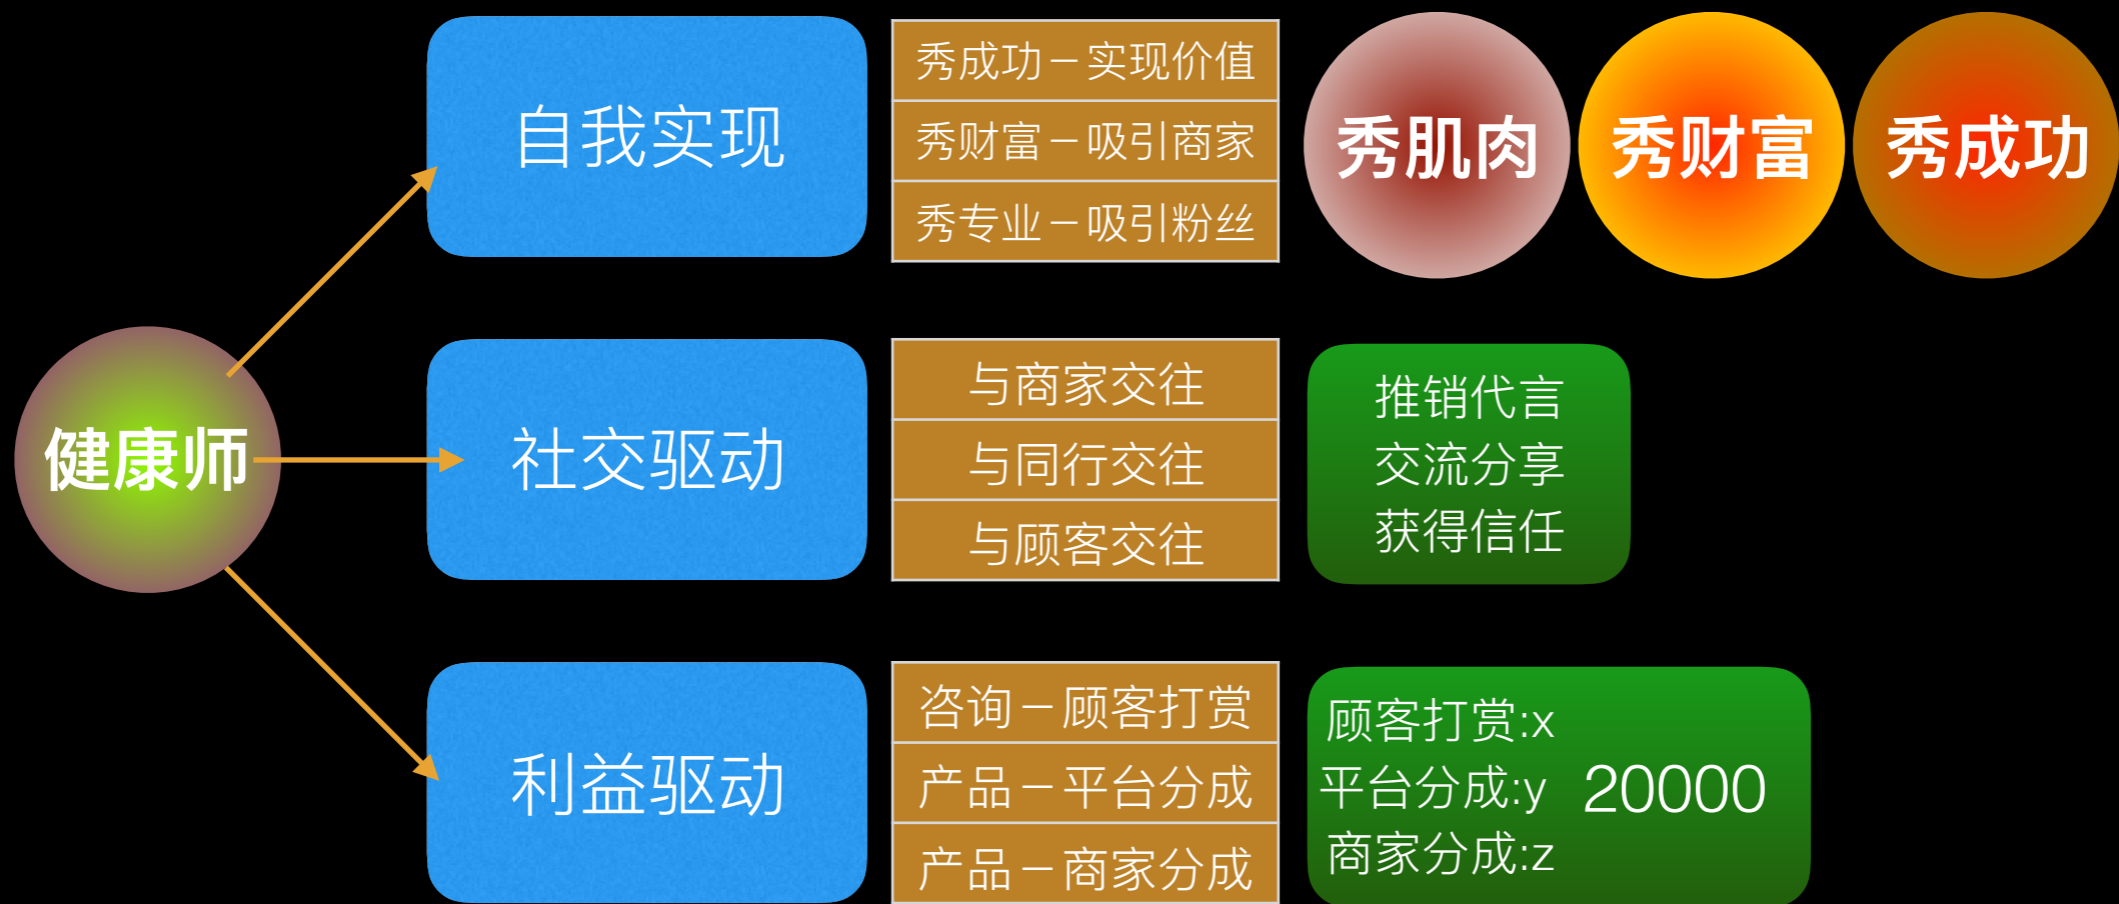 健康师
自我实现
秀成功－实现价值
秀财富－吸引商家
秀专业－吸引粉丝
秀肌肉
秀财富
秀成功
社交驱动
与商家交往
与同行交往
与顾客交往
推销代言
交流分享
获得信任
利益驱动
咨询－顾客打赏
产品－平台分成
产品－商家分成
顾客打赏:x
平台分成:y
商家分成:z
20000